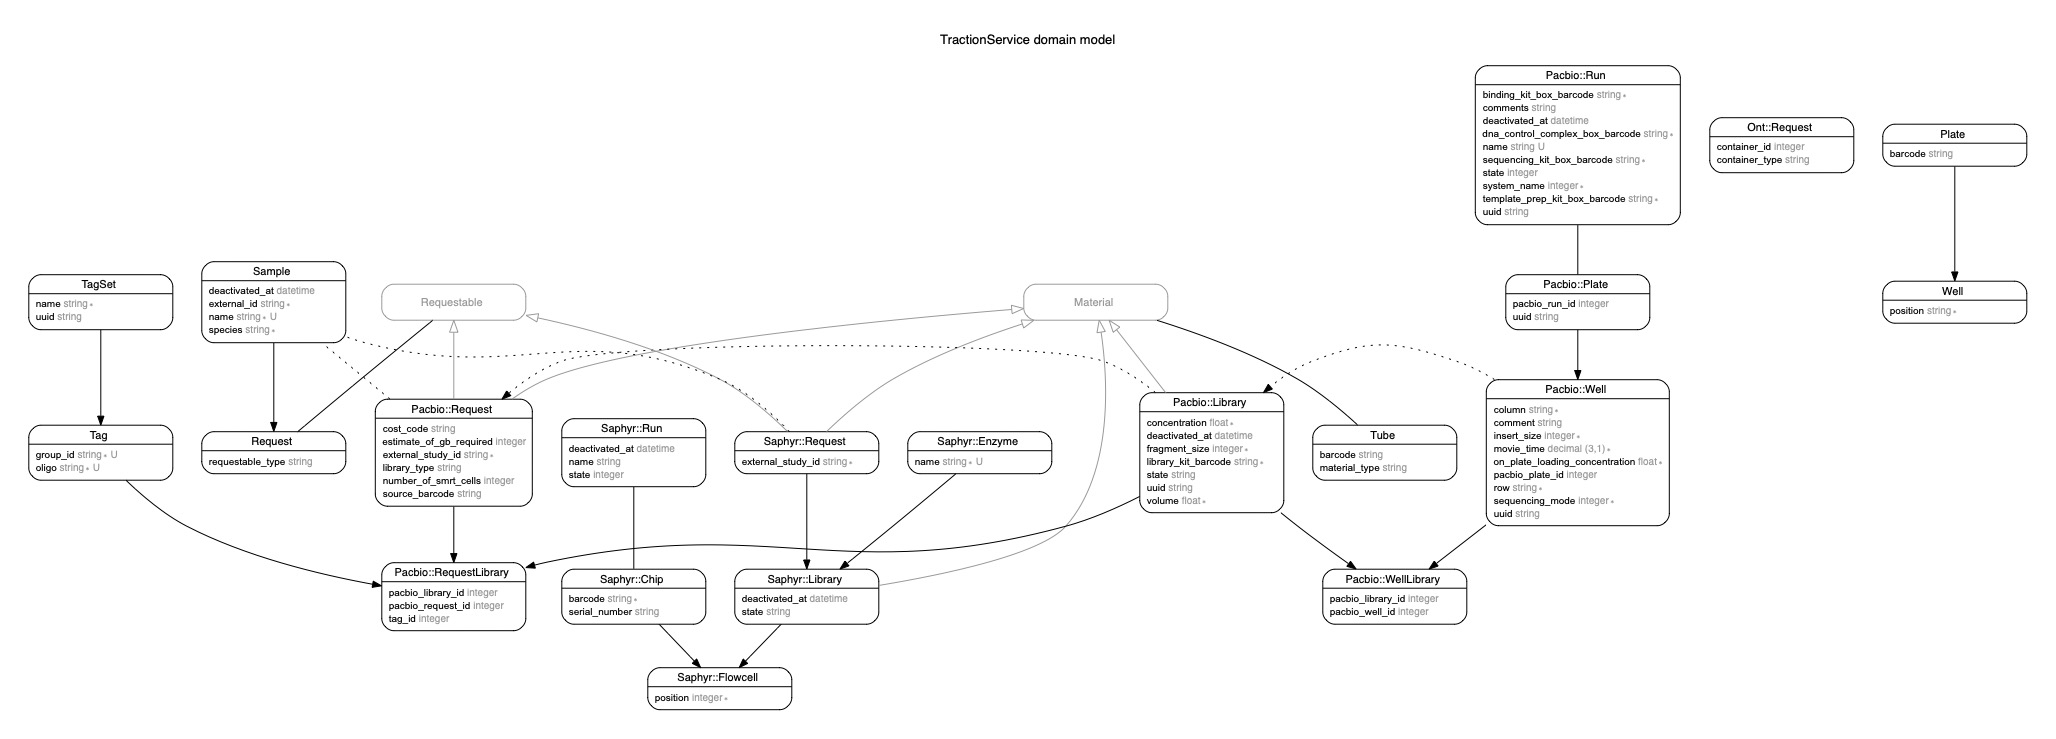 TractionService domain model
Pacbio::Run
binding_kit_box_barcode string *
comments string
deactivated_at datetime
dna_control_complex_box_barcode string *
name string U
sequencing_kit_box_barcode string *
state integer
system_name integer *
template_prep_kit_box_barcode string *
uuid string
Ont::Request
container_id integer
container_type string
Plate
barcode string
TagSet
name string *
uuid string
Sample
deactivated_at datetime
external_id string *
name string * U
species string *
Requestable
Material
Pacbio::Plate
pacbio_run_id integer
uuid string
Well
position string *
Tag
group_id string * U
oligo string * U
Request
requestable_type string
Pacbio::Request
cost_code string
estimate_of_gb_required integer
external_study_id string *
library_type string
number_of_smrt_cells integer
source_barcode string
Saphyr::Run
deactivated_at datetime
name string
state integer
Saphyr::Request
external_study_id string *
Saphyr::Enzyme
name string * U
Pacbio::Library
concentration float *
deactivated_at datetime
fragment_size integer *
library_kit_barcode string *
state string
uuid string
volume float *
Tube
barcode string
material_type string
Pacbio::Well
column string *
comment string
insert_size integer *
movie_time decimal (3,1) *
on_plate_loading_concentration float *
pacbio_plate_id integer
row string *
sequencing_mode integer *
uuid string
Pacbio::RequestLibrary
pacbio_library_id integer
pacbio_request_id integer
tag_id integer
Saphyr::Chip
barcode string *
serial_number string
Saphyr::Library
deactivated_at datetime
state string
Pacbio::WellLibrary
pacbio_library_id integer
pacbio_well_id integer
Saphyr::Flowcell
position integer *